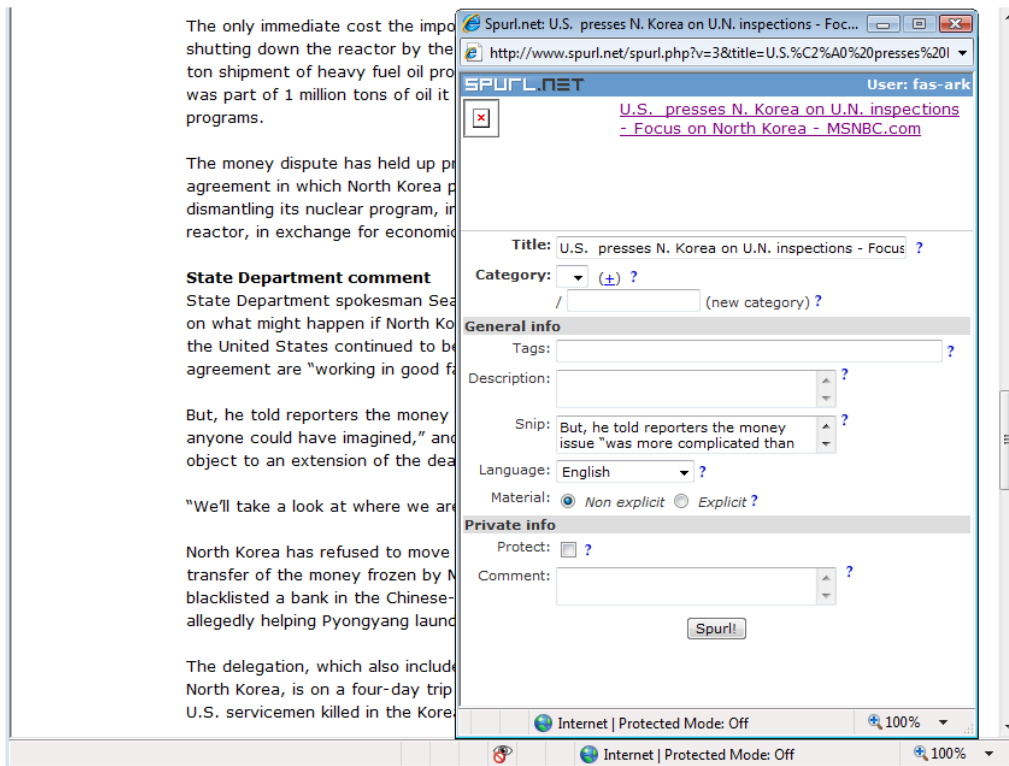 The only immediate cost the impo
shutting down the reactor by the
ton shipment of heavy fuel oil pro
was part of 1 million tons of oil it
programs.
The money dispute has held up pr
agreement in which North Korea p
dismantling its nuclear program, in
reactor, in exchange for economic
State Department comment
State Department spokesman Sea
on what might happen if North Ko
the United States continued to be
agreement are “working in good fa
But, he told reporters the money
anyone could have imagined,” and
object to an extension of the dea
“We’ll take a look at where we are
North Korea has refused to move
transfer of the money frozen by M
blacklisted a bank in the Chinese-
allegedly helping Pyongyang laund
The delegation, which also include
North Korea, is on a four-day trip
U.S. servicemen killed in the Korea
Spurl.net: U.S.  presses N. Korea on U.N. inspections - Foc...
http://www.spurl.net/spurl.php?v=3&title=U.S.%C2%A0%20presses%20I
SPURL.NET User: fas-ark
U.S.  presses N. Korea on U.N. inspections
- Focus on North Korea - MSNBC.com
Title: U.S.  presses N. Korea on U.N. inspections - Focus ?
Category: (+) ?
/ (new category) ?
General info
Tags: ?
Description: ?
Snip: But, he told reporters the money ?
issue “was more complicated than
Language: English ?
Material: Non explicit Explicit ?
Private info
Protect: ?
Comment: ?
Spurl!
Internet | Protected Mode: Off 100%
Internet | Protected Mode: Off 100%